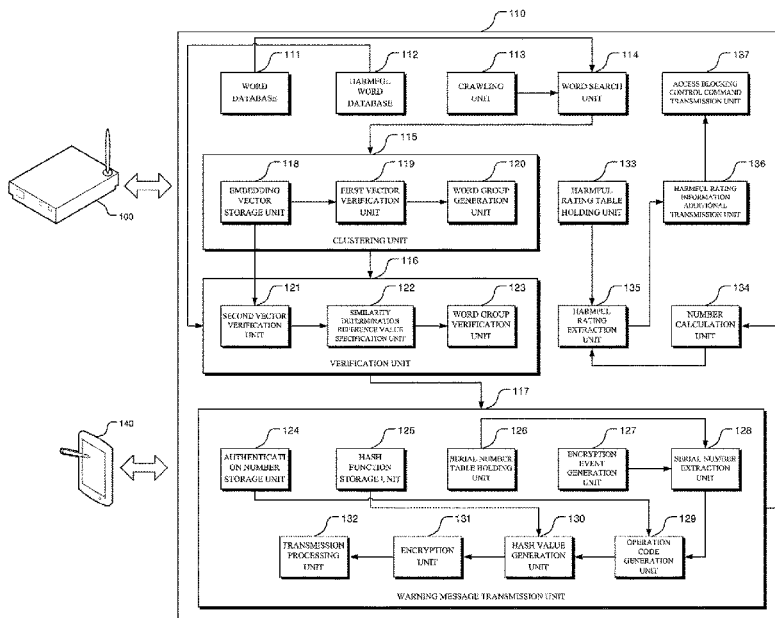 110
111
112
113
114
137
WORD
DATABASE
HARMFUL
WORD
DATABASE
CRAWLING
UNIT
WORD SEARCH
UNIT
ACCESS BLOCKING
CONTROL COMMAND
TRANSMISSION UNIT
115
118
119
120
133
136
EMBEDDING
VECTOR
STORAGE UNIT
FIRST VECTOR
VERIFICATION
UNIT
WORD GROUP
GENERATION UNIT
HARMFUL
RATING TABLE
HOLDING UNIT
HARMFUL RATING
INFORMATION
ADDITIONAL
TRANSMISSION UNIT
100
CLUSTERING UNIT
116
121
122
123
135
134
SECOND VECTOR
VERIFICATION
UNIT
SIMILARITY
DETERMINATION
REFERENCE VALUE
SPECIFICATION UNIT
WORD GROUP
VERIFICATION
UNIT
HARMFUL
RATING
EXTRACTION
UNIT
NUMBER
CALCULATION
UNIT
VERIFICATION UNIT
117
140
124
125
126
127
128
AUTHENTICATI
ON NUMBER
STORAGE UNIT
HASH
FUNCTION
STORAGE UNIT
SERIAL NUMBER
TABLE HOLDING UNIT
ENCRYPTION
EVENT
GENERATION
UNIT
SERIAL NUMBER
EXTRACTION
UNIT
132
131
130
129
TRANSMISSION
PROCESSING
UNIT
ENCRYPTION
UNIT
HASH VALUE
GENERATION
UNIT
OPERATION
CODE
GENERATION
UNIT
WARNING MESSAGE TRANSMISSION UNIT